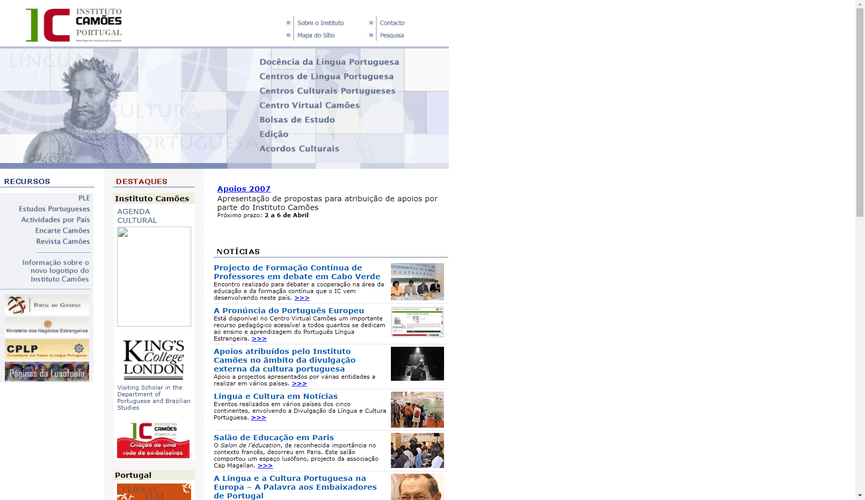 INSTITUTO
CAMÕES
PORTUGAL
Sobre o Instituto
Contacto
Mapa do Sítio
Pesquisa
LÍNGUA
CULTURA
PORTUGUESA
Docência da Língua Portuguesa
Centros de Língua Portuguesa
Centros Culturais Portugueses
Centro Virtual Camões
Bolsas de Estudo
Edição
Acordos Culturais
RECURSOS
PLE
Estudos Portugueses
Actividades por País
Encarte Camões
Revista Camões
Informação sobre o
novo logotipo do
Instituto Camões
PORTAL DO GOVERNO
Ministério dos Negócios Estrangeiros
CPLP
Comunidade dos Países de Língua Portuguesa
Páginas da Lusofonia
DESTAQUES
Instituto Camões
AGENDA
CULTURAL
KING'S
College
LONDON
Visiting Scholar in the
Department of
Portuguese and Brazilian
Studies
INSTITUTO
CAMÕES
PORTUGAL
Criação de uma
rede de ex-bolseiros
Portugal
TERRAS
SEM
Apoios 2007
Apresentação de propostas para atribuição de apoios por
parte do Instituto Camões
Próximo prazo: 2 a 6 de Abril
NOTÍCIAS
Projecto de Formação Contínua de
Professores em debate em Cabo Verde
Encontro realizado para debater a cooperação na área da
educação e da formação contínua que o IC vem
desenvolvendo neste país. >>>
A Pronúncia do Português Europeu
Está disponível no Centro Virtual Camões um importante
recurso pedagógico acessível a todos quantos se dedicam
ao ensino e aprendizagem do Português Língua
Estrangeira. >>>
Apoios atribuídos pelo Instituto
Camões no âmbito da divulgação
externa da cultura portuguesa
Apoio a projectos apresentados por várias entidades a
realizar em vários países. >>>
Língua e Cultura em Notícias
Eventos realizados em vários países dos cinco
continentes, envolvendo a Divulgação da Língua e Cultura
Portuguesa. >>>
Salão de Educação em Paris
O Salon de l'éducation, de reconhecida importância no
contexto francês, decorreu em Paris. Este salão
comportou um espaço lusófono, projecto da associação
Cap Magellan. >>>
A Língua e a Cultura Portuguesa na
Europa – A Palavra aos Embaixadores
de Portugal